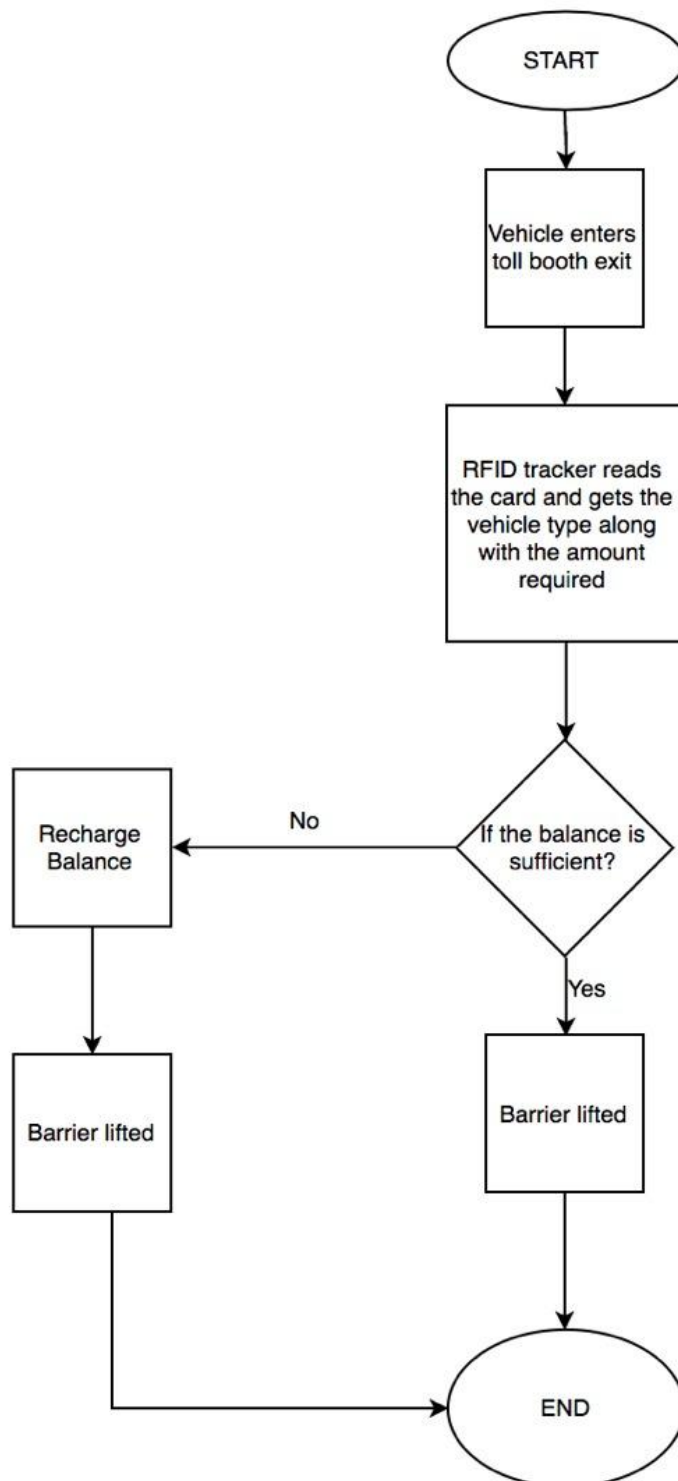 START
Vehicle enters
toll booth exit
RFID tracker reads
the card and gets the
vehicle type along
with the amount
required
If the balance is
sufficient?
No
Recharge
Balance
Yes
Barrier lifted
Barrier lifted
END